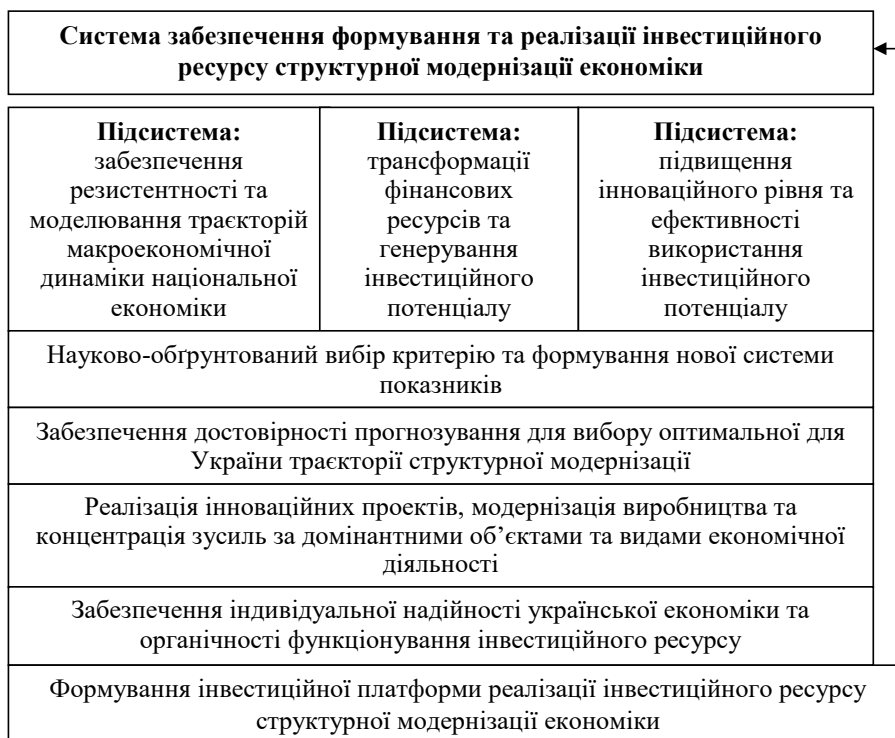 Система забезпечення формування та реалізації інвестиційного
ресурсу структурної модернізації економіки
Підсистема:
забезпечення
резистентності та
моделювання траєкторій
макроекономічної
динаміки національної
економіки
Підсистема:
трансформації
фінансових
ресурсів та
генерування
інвестиційного
потенціалу
Підсистема:
підвищення
інноваційного рівня та
ефективності
використання
інвестиційного
потенціалу
Науково-обґрунтований вибір критерію та формування нової системи
показників
Забезпечення достовірності прогнозування для вибору оптимальної для
України траєкторії структурної модернізації
Реалізація інноваційних проектів, модернізація виробництва та
концентрація зусиль за домінантними об’єктами та видами економічної
діяльності
Забезпечення індивідуальної надійності української економіки та
органічності функціонування інвестиційного ресурсу
Формування інвестиційної платформи реалізації інвестиційного ресурсу
структурної модернізації економіки